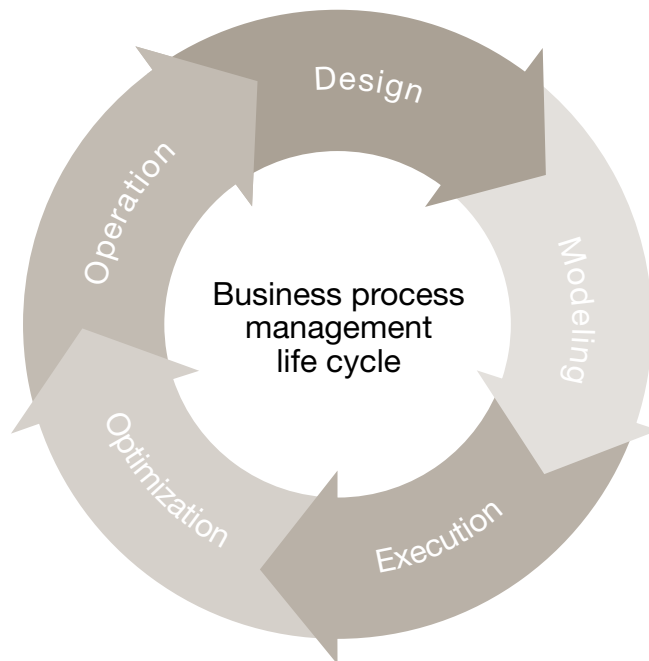 Design
Modeling
Execution
Optimization
Operation
Business process
management
life cycle